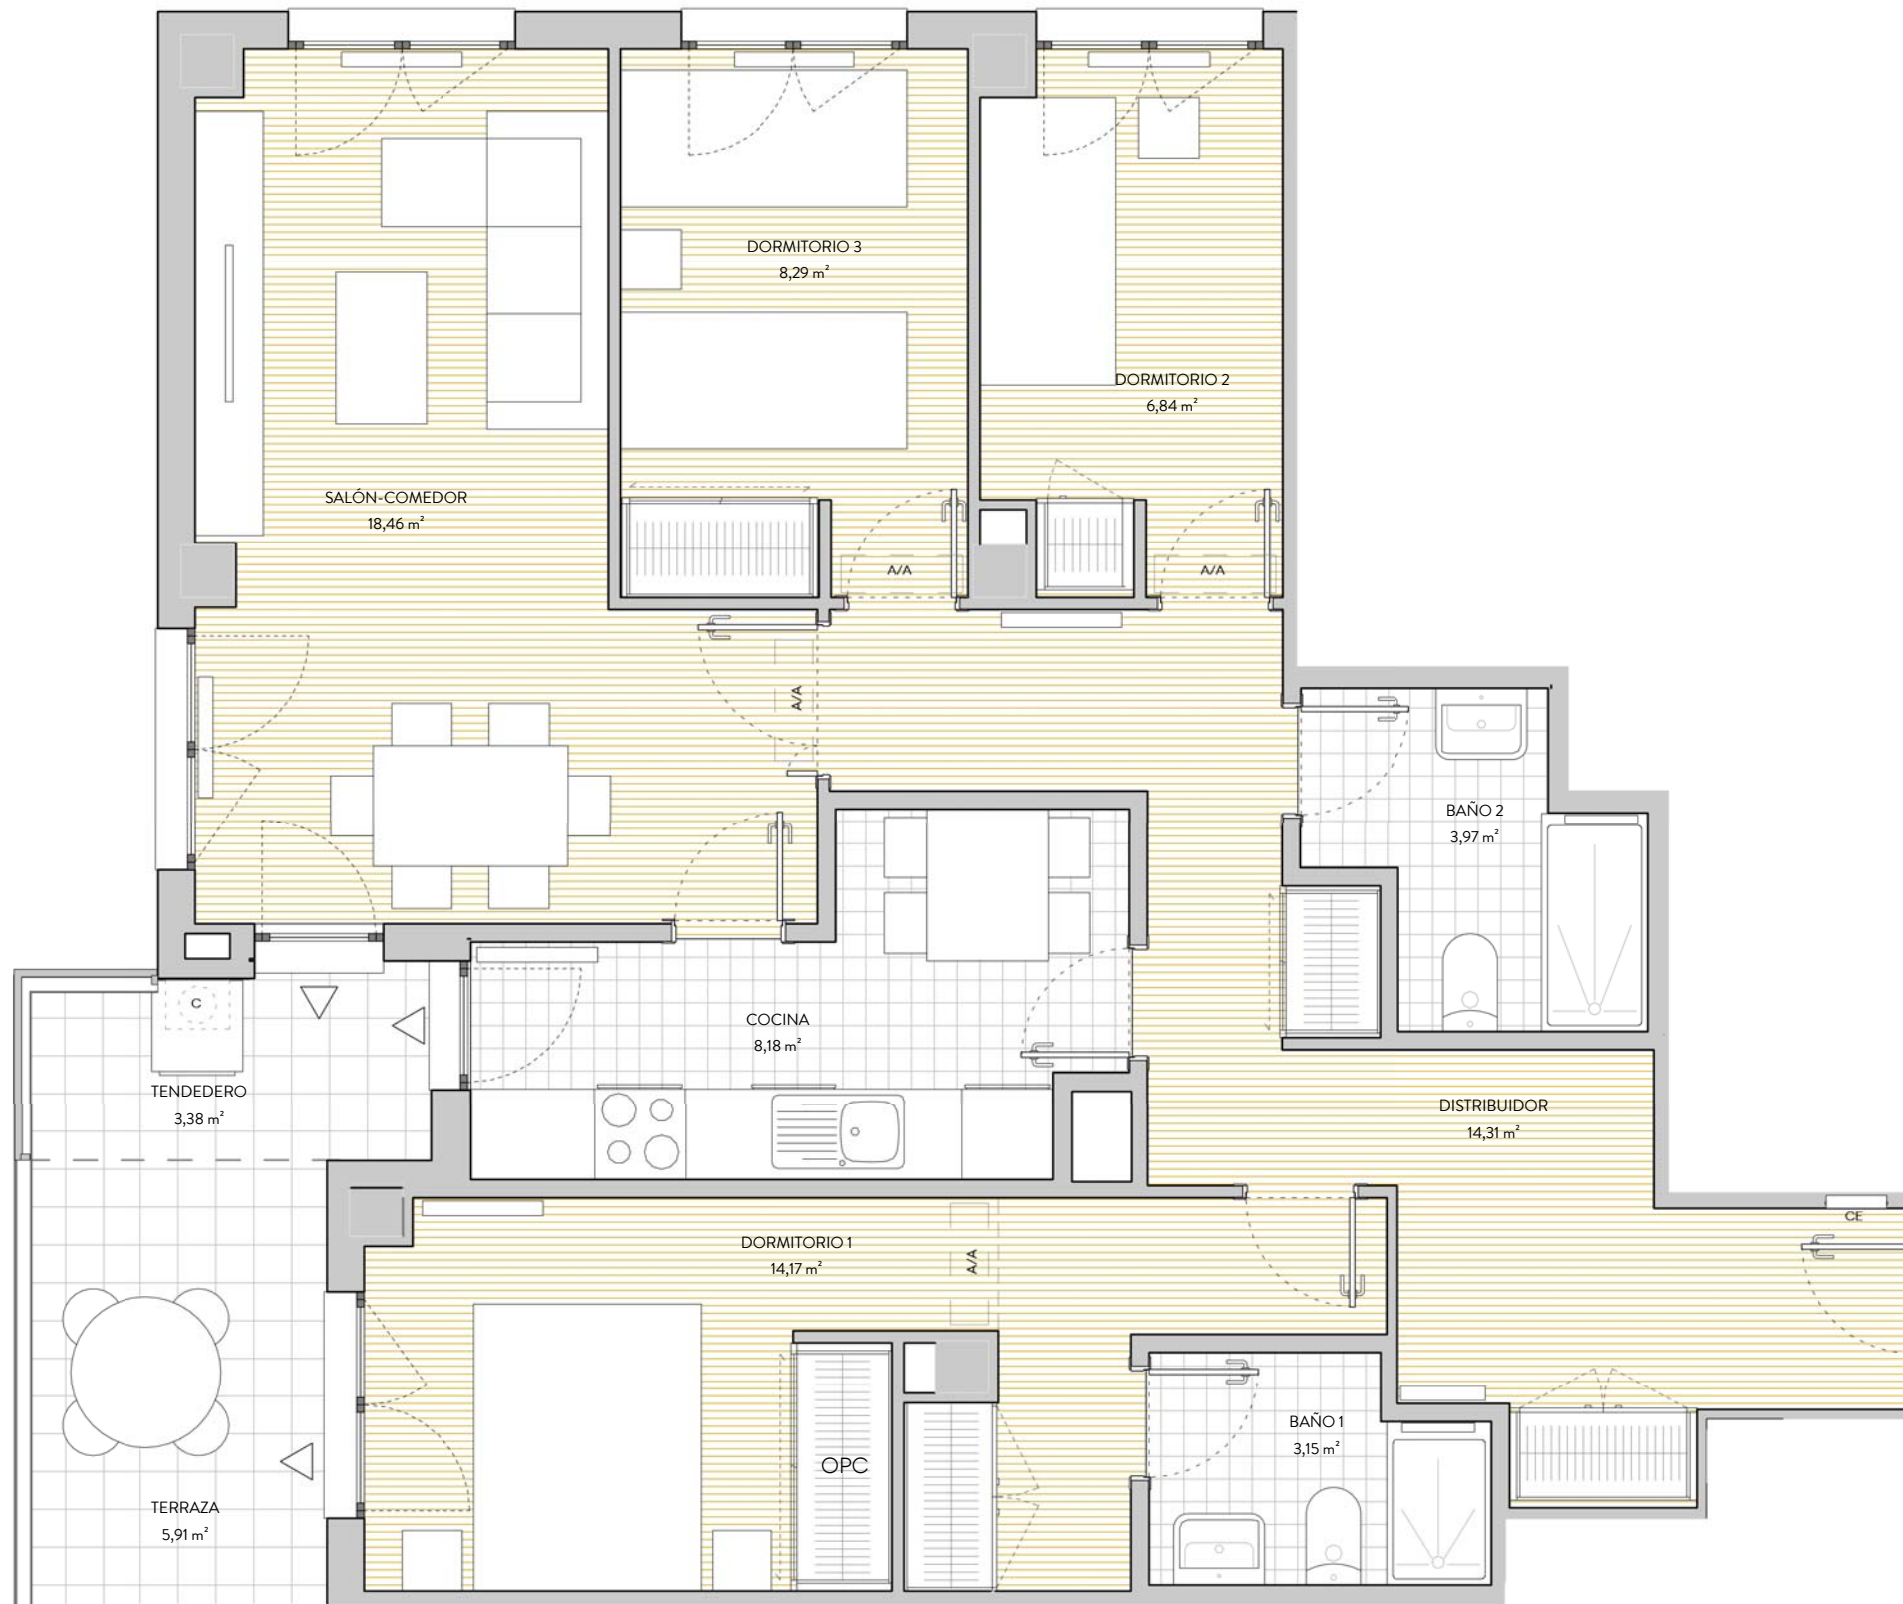 DORMITORIO 3
8,29 m²
DORMITORIO 2
6,84 m²
SALÓN-COMEDOR
18,46 m²
A/A
A/A
A/A
BAÑO 2
3,97 m²
C
COCINA
8,18 m²
TENDEDERO
3,38 m²
DISTRIBUIDOR
14,31 m²
CE
DORMITORIO 1
14,17 m²
A/A
BAÑO 1
3,15 m²
OPC
TERRAZA
5,91 m²